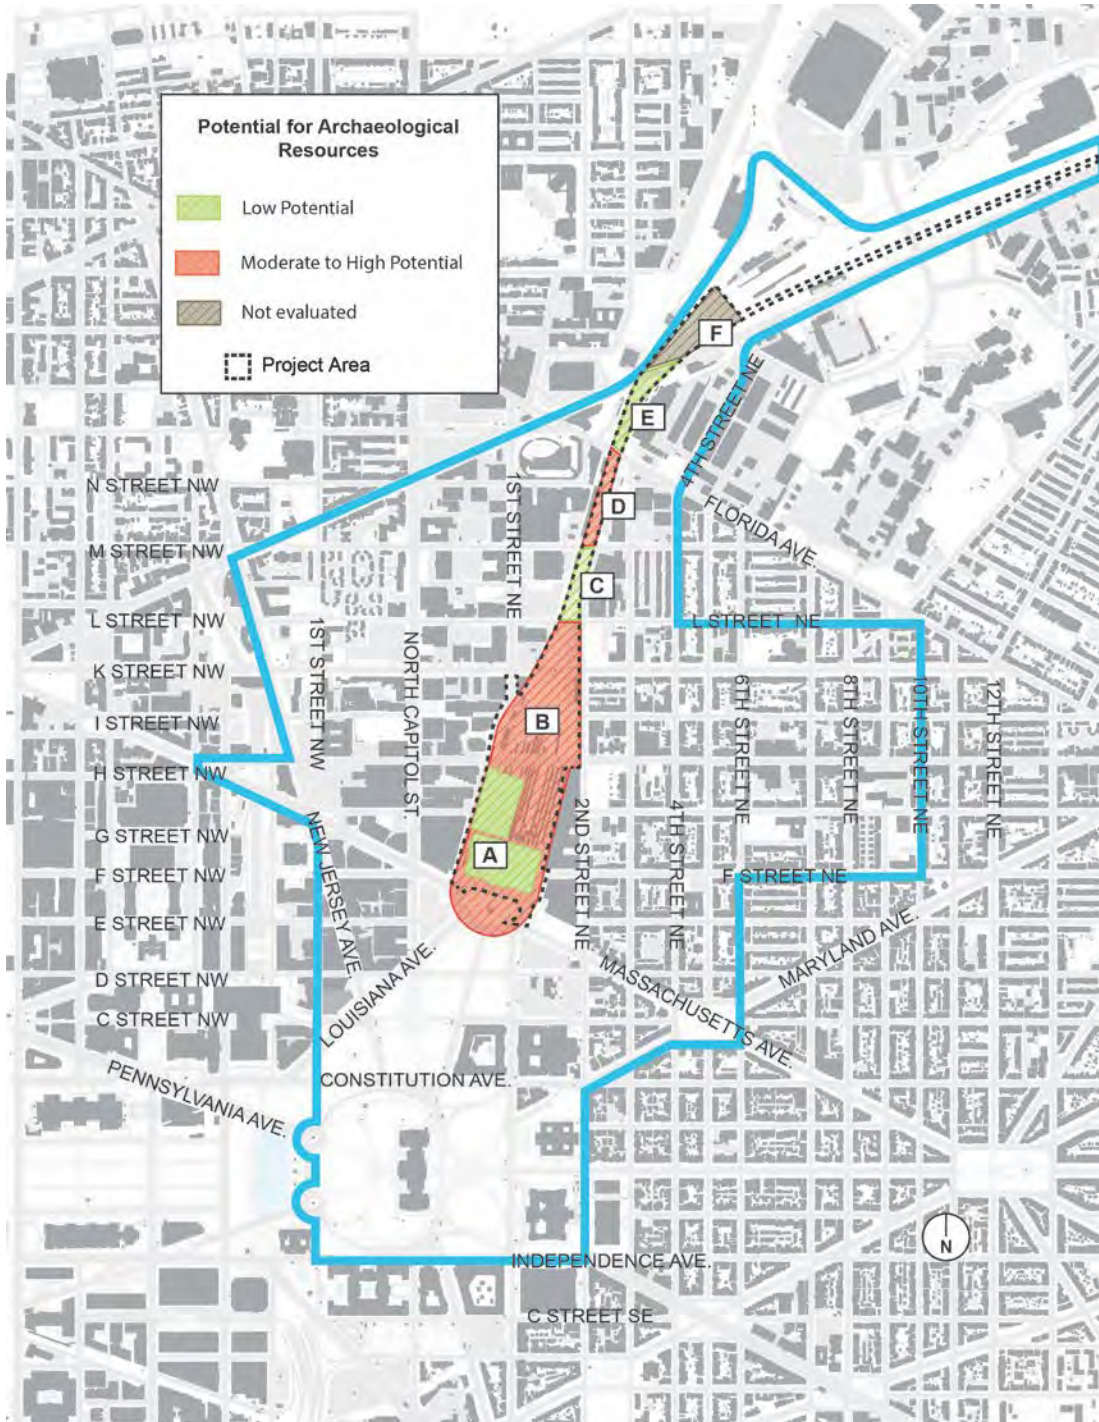 Potential for Archaeological
Resources
Low Potential
Moderate to High Potential
Not evaluated
Project Area
F
E
4TH STREET NE
N STREET NW
1ST STREET NE
D
FLORIDA AVE.
M STREET NW
C
L STREET NW
L STREET NE
1ST STREET NW
NORTH CAPITOL ST.
K STREET NW
6TH STREET NE
8TH STREET NE
10TH STREET NE
12TH STREET NE
I STREET NW
B
H STREET NW
NEW JERSEY AVE.
2ND STREET NE
4TH STREET NE
G STREET NW
A
F STREET NW
F STREET NE
E STREET NW
MARYLAND AVE.
LOUISIANA AVE.
MASSACHUSETTS AVE.
D STREET NW
C STREET NW
PENNSYLVANIA AVE.
CONSTITUTION AVE.
N
INDEPENDENCE AVE.
C STREET SE